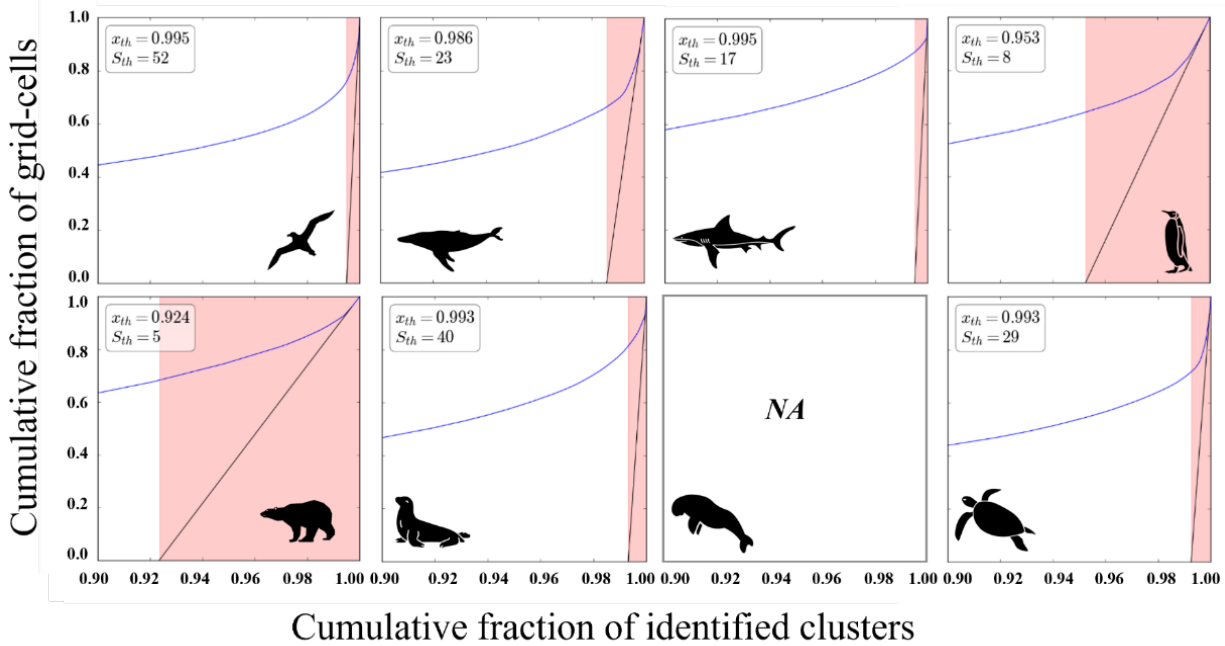 Cumulative fraction of grid-cells
1.0
0.8
0.6
0.4
0.2
0.0
x_th = 0.995
S_th = 52
x_th = 0.986
S_th = 23
x_th = 0.995
S_th = 17
x_th = 0.953
S_th = 8
1.0
0.8
0.6
0.4
0.2
0.0
x_th = 0.924
S_th = 5
x_th = 0.993
S_th = 40
NA
x_th = 0.993
S_th = 29
0.90 0.92 0.94 0.96 0.98 1.00
0.90 0.92 0.94 0.96 0.98 1.00
0.90 0.92 0.94 0.96 0.98 1.00
0.90 0.92 0.94 0.96 0.98 1.00
Cumulative fraction of identified clusters